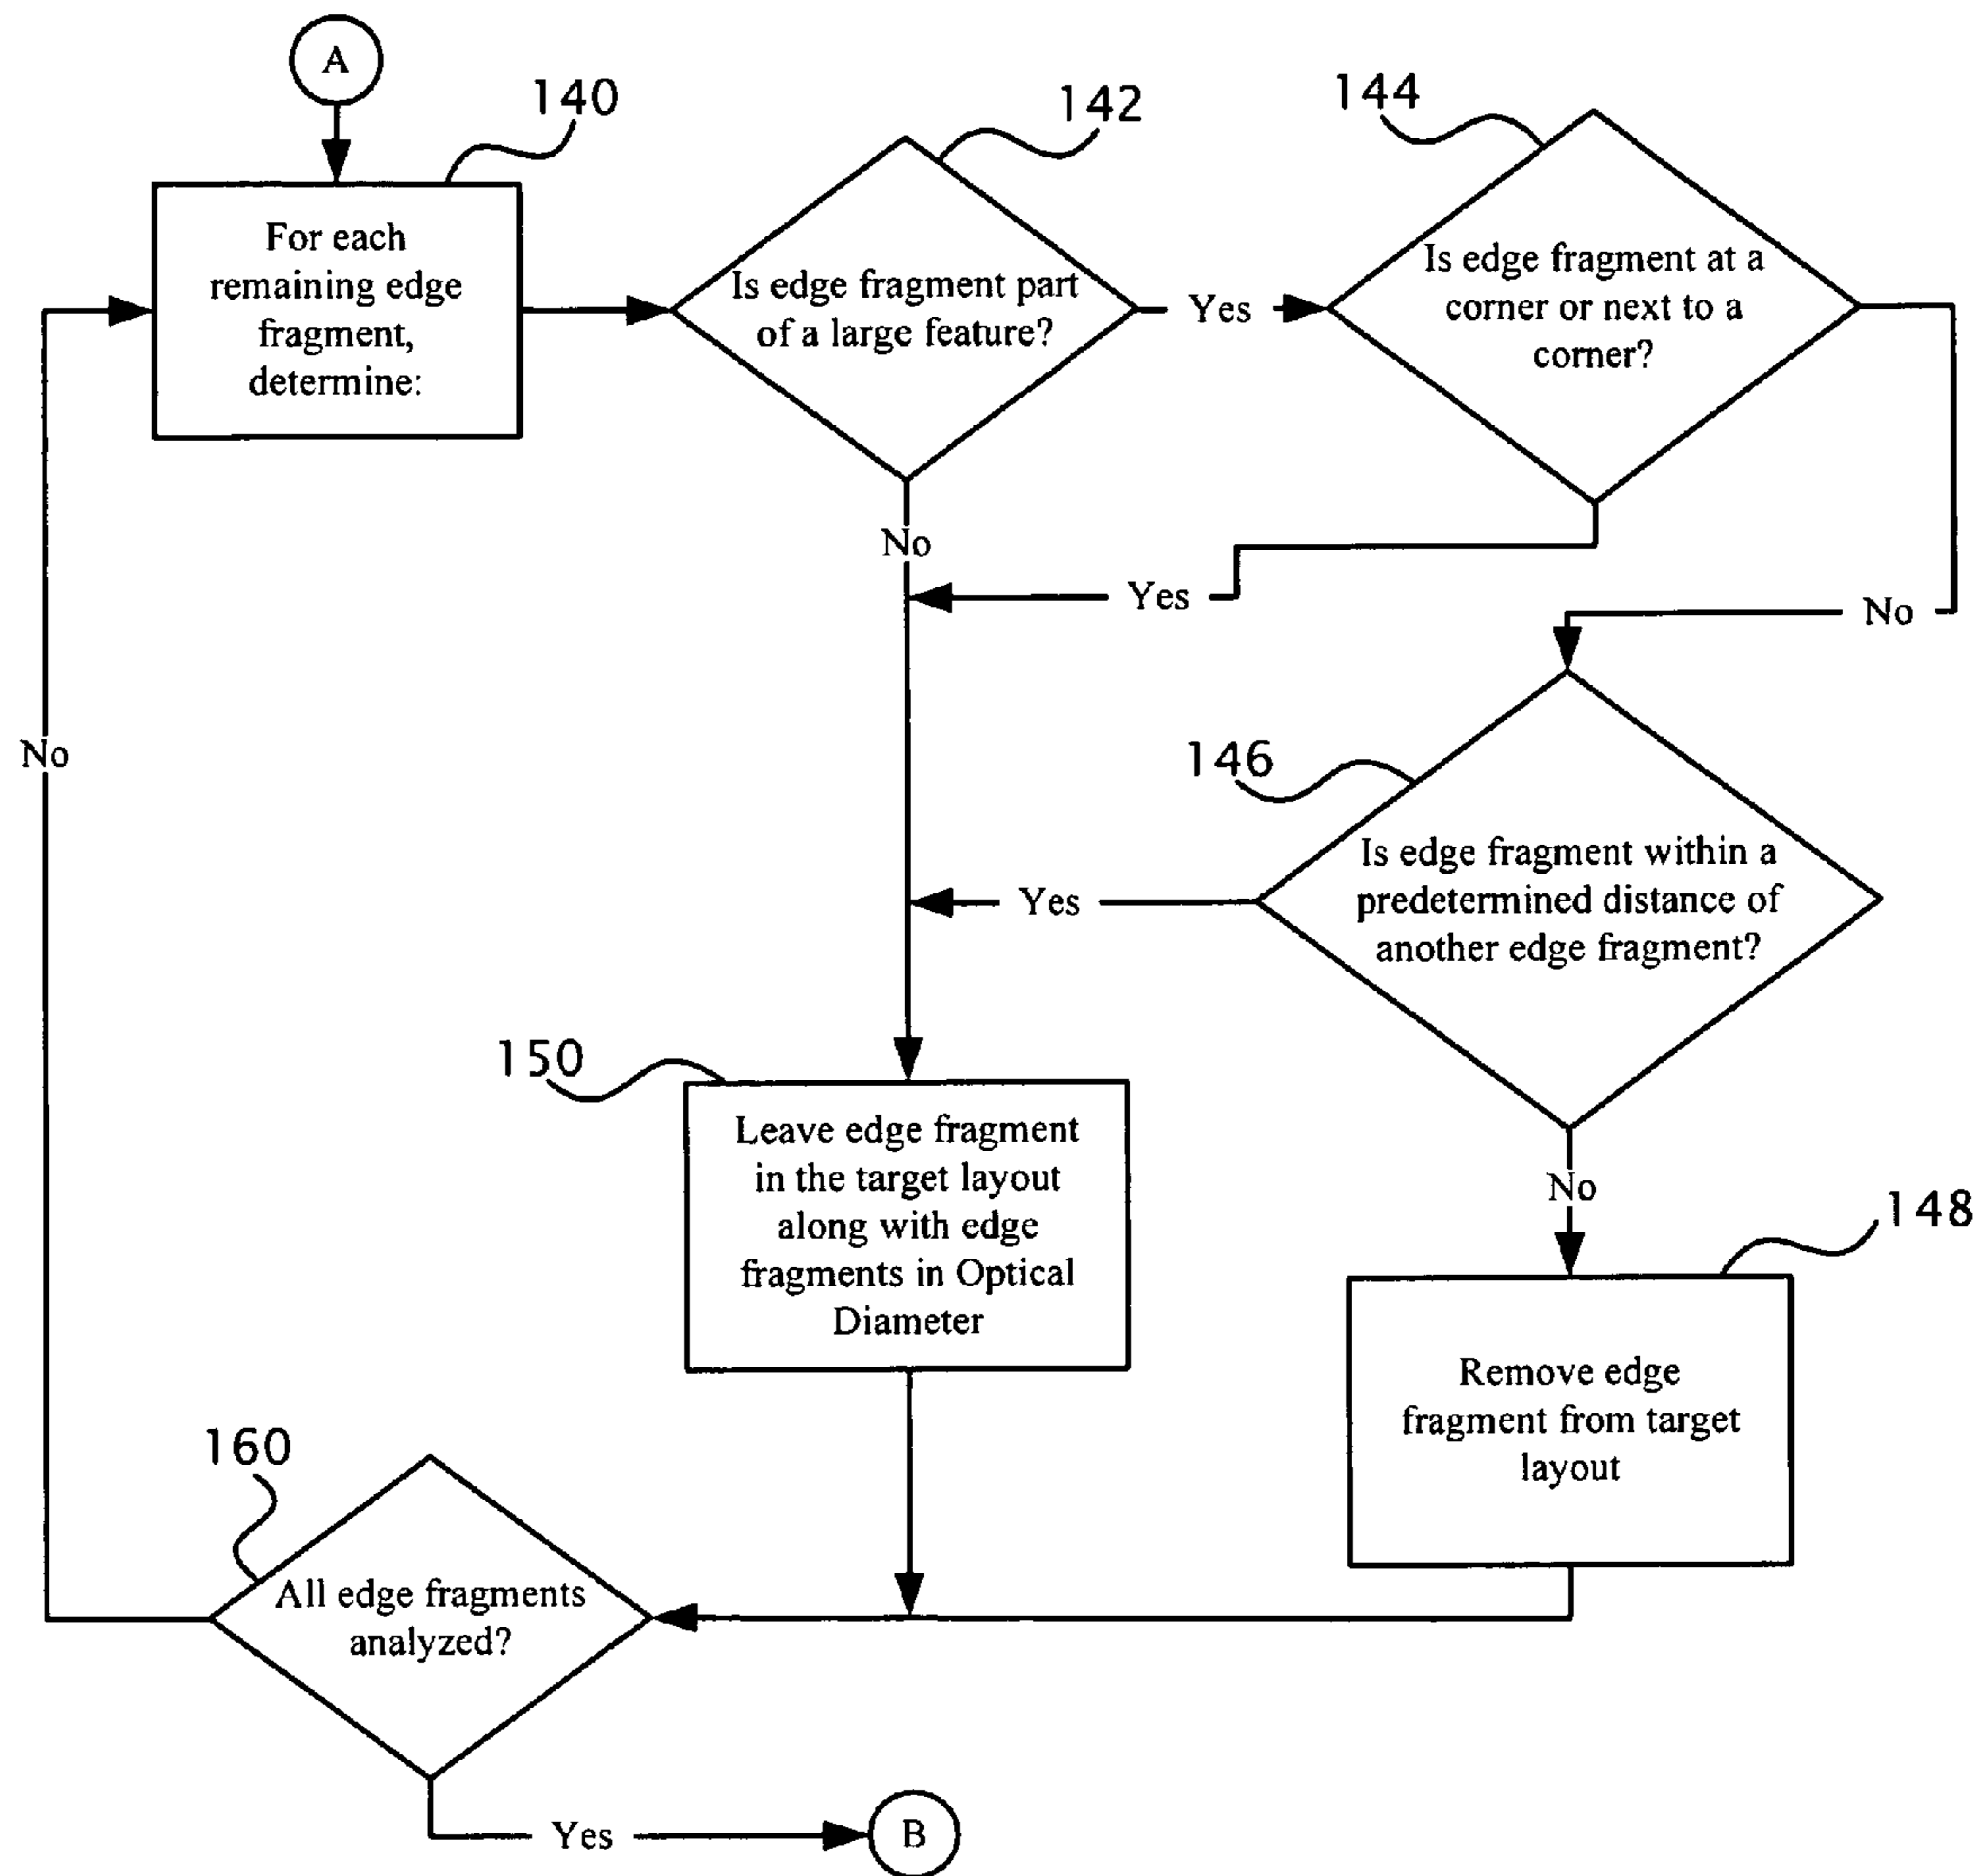 A
140
142
144
For each
remaining edge
fragment,
determine:
Is edge fragment part
of a large feature?
Yes
Is edge fragment at a
corner or next to a
corner?
No
Yes
No
No
146
Is edge fragment within a
predetermined distance of
another edge fragment?
Yes
150
Leave edge fragment
in the target layout
along with edge
fragments in Optical
Diameter
No
148
Remove edge
fragment from target
layout
160
All edge fragments
analyzed?
Yes
B